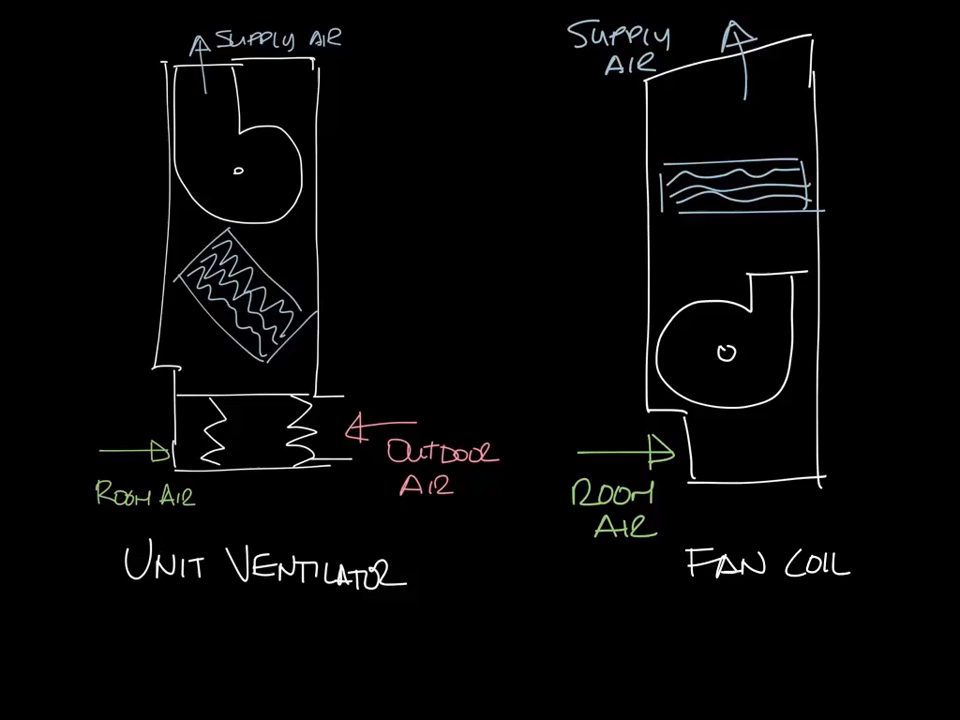 SUPPLY AIR
ROOM AIR
OUTDOOR
AIR
UNIT VENTILATOR
SUPPLY
AIR
ROOM
AIR
FAN COIL